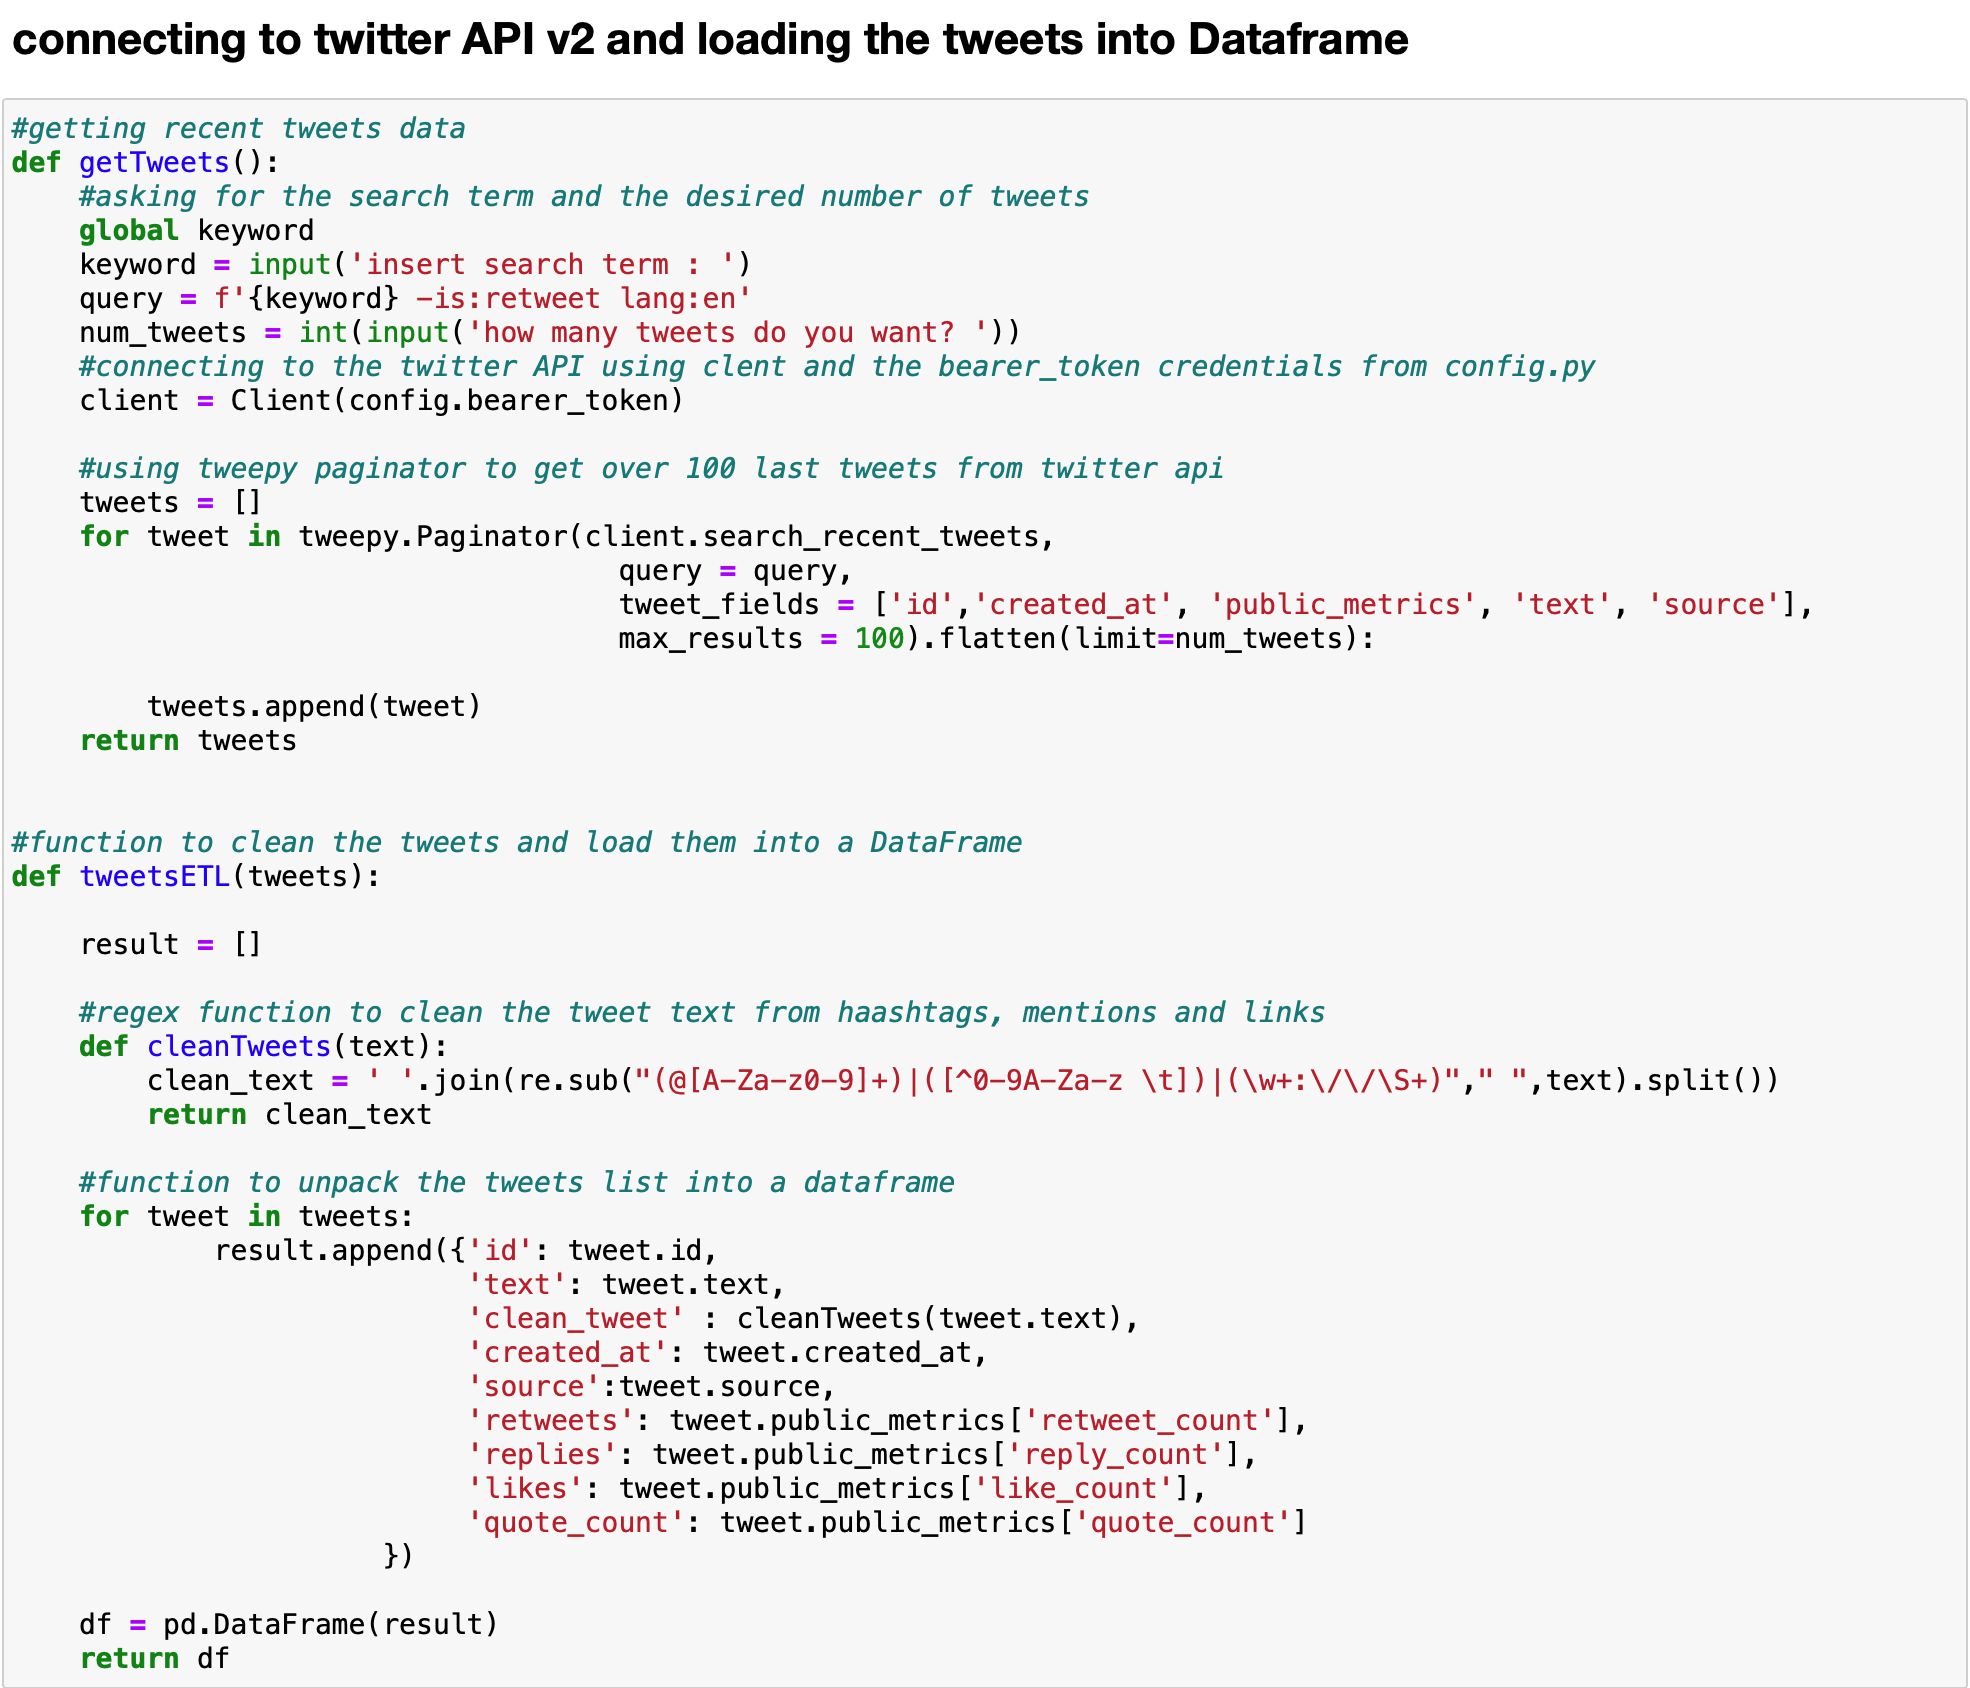 connecting to twitter API v2 and loading the tweets into Dataframe
#getting recent tweets data
def getTweets():
    #asking for the search term and the desired number of tweets
    global keyword
    keyword = input('insert search term : ')
    query = f'{keyword} -is:retweet lang:en'
    num_tweets = int(input('how many tweets do you want? '))
    #connecting to the twitter API using clent and the bearer_token credentials from config.py
    client = Client(config.bearer_token)

    #using tweepy paginator to get over 100 last tweets from twitter api
    tweets = []
    for tweet in tweepy.Paginator(client.search_recent_tweets,
                                    query = query,
                                    tweet_fields = ['id','created_at', 'public_metrics', 'text', 'source'],
                                    max_results = 100).flatten(limit=num_tweets):

        tweets.append(tweet)
    return tweets


#function to clean the tweets and load them into a DataFrame
def tweetsETL(tweets):

    result = []

    #regex function to clean the tweet text from haashtags, mentions and links
    def cleanTweets(text):
        clean_text = ' '.join(re.sub("(@[A-Za-z0-9]+)|([^0-9A-Za-z \t])|(\w+:\/\/\S+)"," ",text).split())
        return clean_text

    #function to unpack the tweets list into a dataframe
    for tweet in tweets:
            result.append({'id': tweet.id,
                           'text': tweet.text,
                           'clean_tweet' : cleanTweets(tweet.text),
                           'created_at': tweet.created_at,
                           'source':tweet.source,
                           'retweets': tweet.public_metrics['retweet_count'],
                           'replies': tweet.public_metrics['reply_count'],
                           'likes': tweet.public_metrics['like_count'],
                           'quote_count': tweet.public_metrics['quote_count']
                      })

    df = pd.DataFrame(result)
    return df